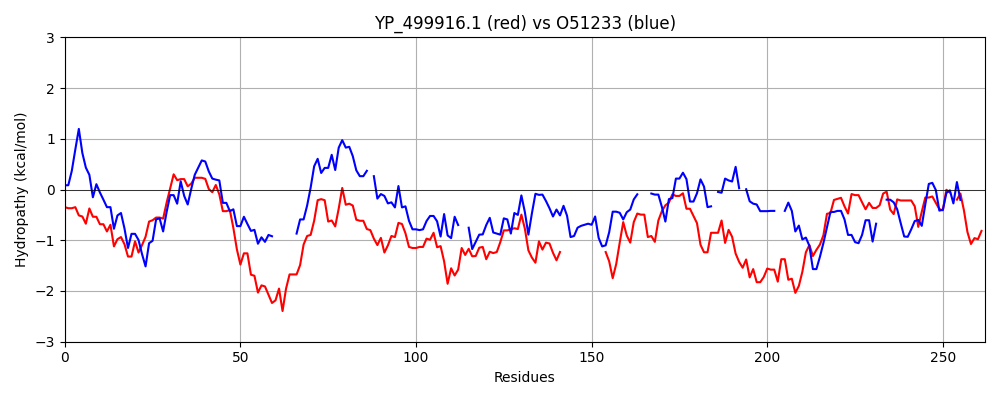 YP_499916.1 (red) vs O51233 (blue)
Hydropathy (kcal/mol)
3
2
1
0
−1
−2
−3
0 50 100 150 200 250
Residues